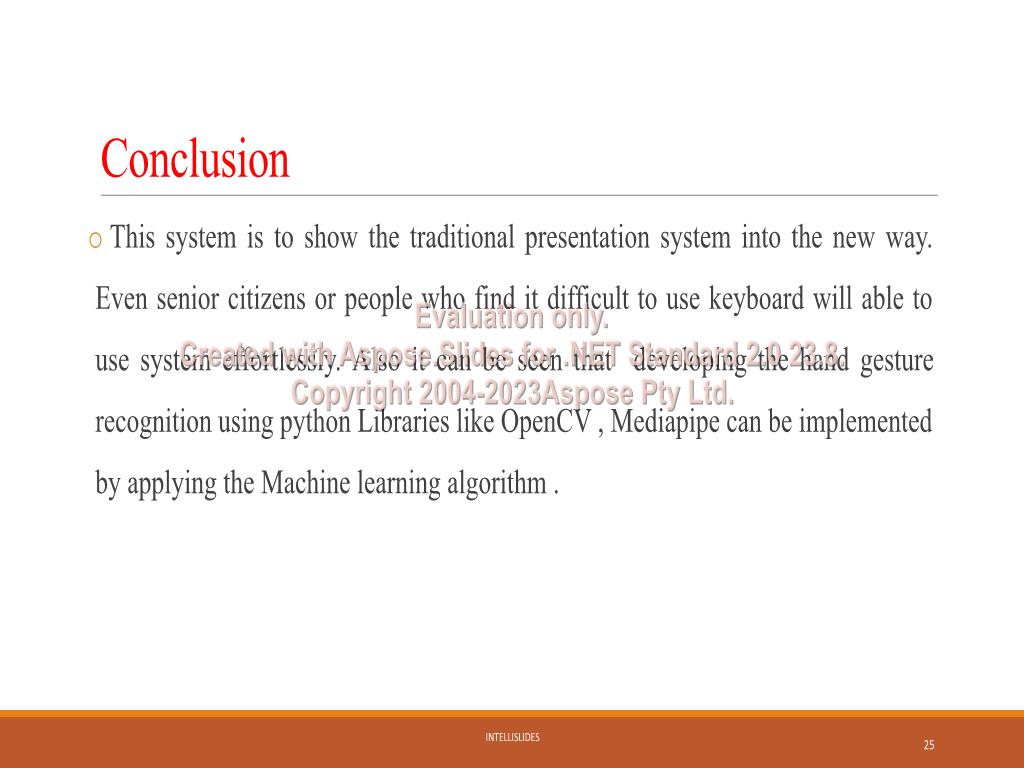 Conclusion
o This system is to show the traditional presentation system into the new way.
Even senior citizens or people who find it difficult to use keyboard will able to
Evaluation only.
use system effortlessly. Also it can be seen that developing the hand gesture
Created with Aspose.Slides for .NET Standard 2.0 23.8.
Copyright 2004-2023Aspose Pty Ltd.
recognition using python Libraries like OpenCV , Mediapipe can be implemented
by applying the Machine learning algorithm .
INTELLISLIDES
25